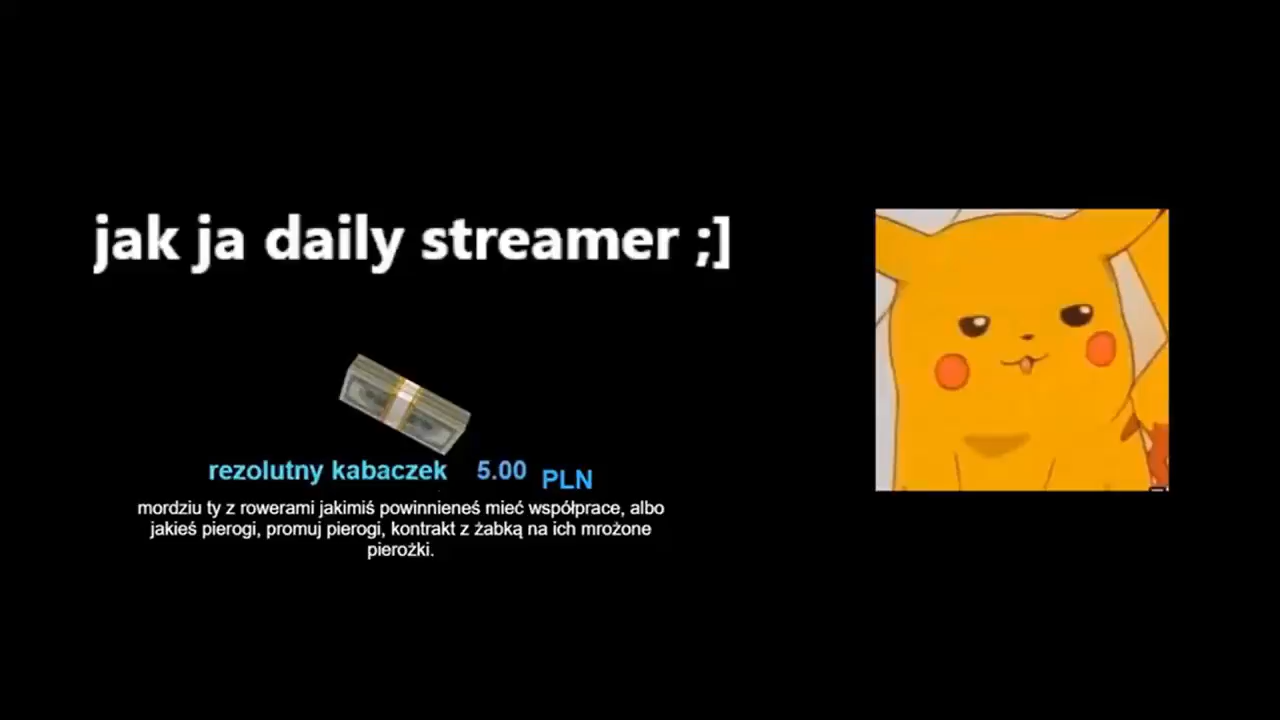 jak ja daily streamer ;]
rezolutny kabaczek 5.00 PLN
mordziu ty z rowerami jakimiś powinnieneś mieć współprace, albo
jakieś pierogi, promuj pierogi, kontrakt z żabką na ich mrożone
pierożki.